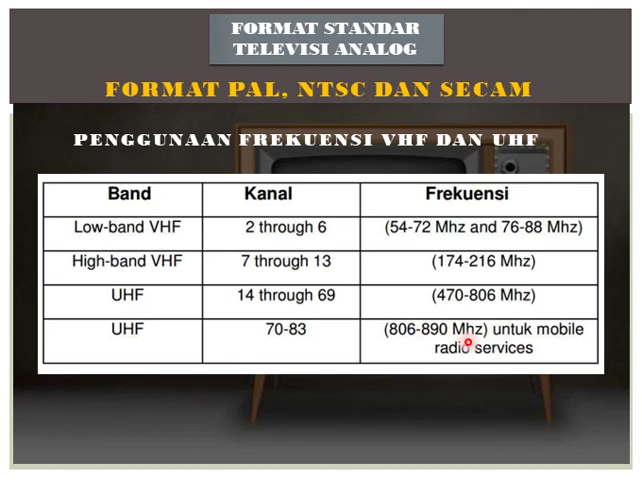 FORMAT STANDAR
TELEVISI ANALOG
FORMAT PAL, NTSC DAN SECAM
PENGGUNAAN FREKUENSI VHF DAN UHF
Band Kanal Frekuensi
Low-band VHF 2 through 6 (54-72 Mhz and 76-88 Mhz)
High-band VHF 7 through 13 (174-216 Mhz)
UHF 14 through 69 (470-806 Mhz)
UHF 70-83 (806-890 Mhz) untuk mobile
radio services